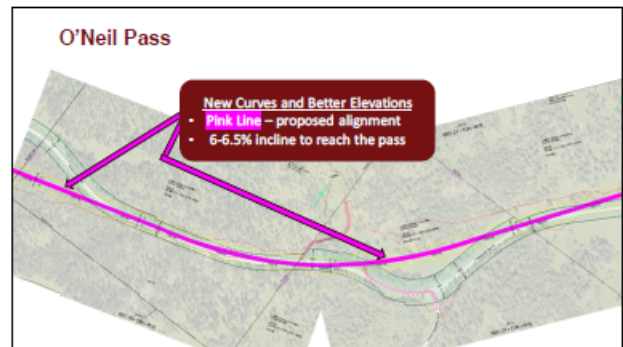 O'Neil Pass
New Curves and Better Elevations
• Pink Line – proposed alignment
• 6-6.5% incline to reach the pass